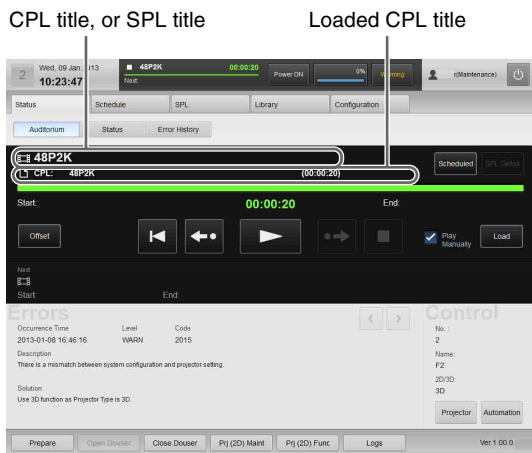 CPL title, or SPL title
Loaded CPL title
2
Wed, 09 Jan 2013
10:23:47
48P2K
00:00:20
Next:
Power ON
0%
Warning
r(Maintenance)
Status
Schedule
SPL
Library
Configuration
Auditorium
Status
Error History
48P2K
CPL:
48P2K
(00:00:20)
Scheduled
SPL Detail
Start:
00:00:20
End:
Offset
Play Manually
Load
Next
Start:
End:
Errors
Occurrence Time
Level
Code
2013-01-08 16:46:16
WARN
2015
Description
There is a mismatch between system configuration and projector setting.
Solution
Use 3D function as Projector Type is 3D.
Control
No. :
2
Name:
F2
2D/3D:
3D
Projector
Automation
Prepare
Open Douser
Close Douser
Prj (2D) Maint
Prj (2D) Func
Logs
Ver.1.00.0